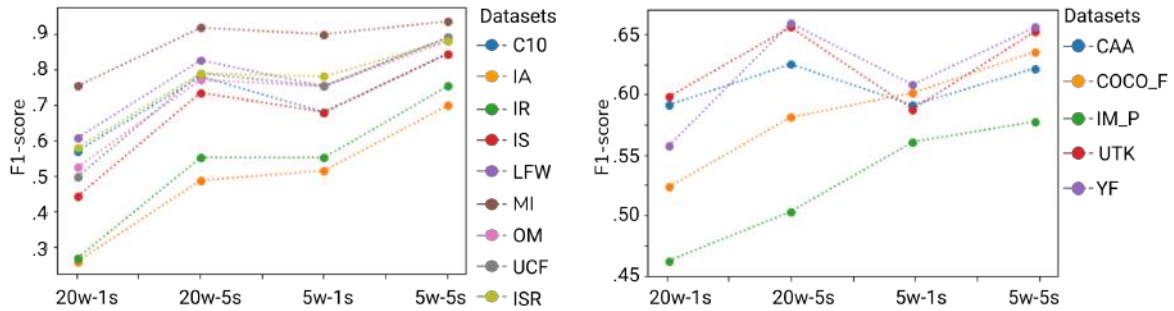 Datasets
C10
IA
IR
IS
LFW
MI
OM
UCF
ISR
F1-score
.9
.8
.7
.6
.5
.4
.3
20w-1s 20w-5s 5w-1s 5w-5s
Datasets
CAA
COCO_F
IM_P
UTK
YF
F1-score
.65
.60
.55
.50
.45
20w-1s 20w-5s 5w-1s 5w-5s